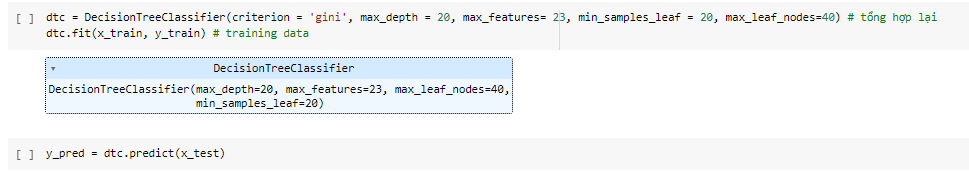 [ ] dtc = DecisionTreeClassifier(criterion = 'gini', max_depth = 20, max_features= 23, min_samples_leaf = 20, max_leaf_nodes=40) # tổng hợp lại
dtc.fit(x_train, y_train) # training data
▾ DecisionTreeClassifier
DecisionTreeClassifier(max_depth=20, max_features=23, max_leaf_nodes=40,
min_samples_leaf=20)
[ ] y_pred = dtc.predict(x_test)